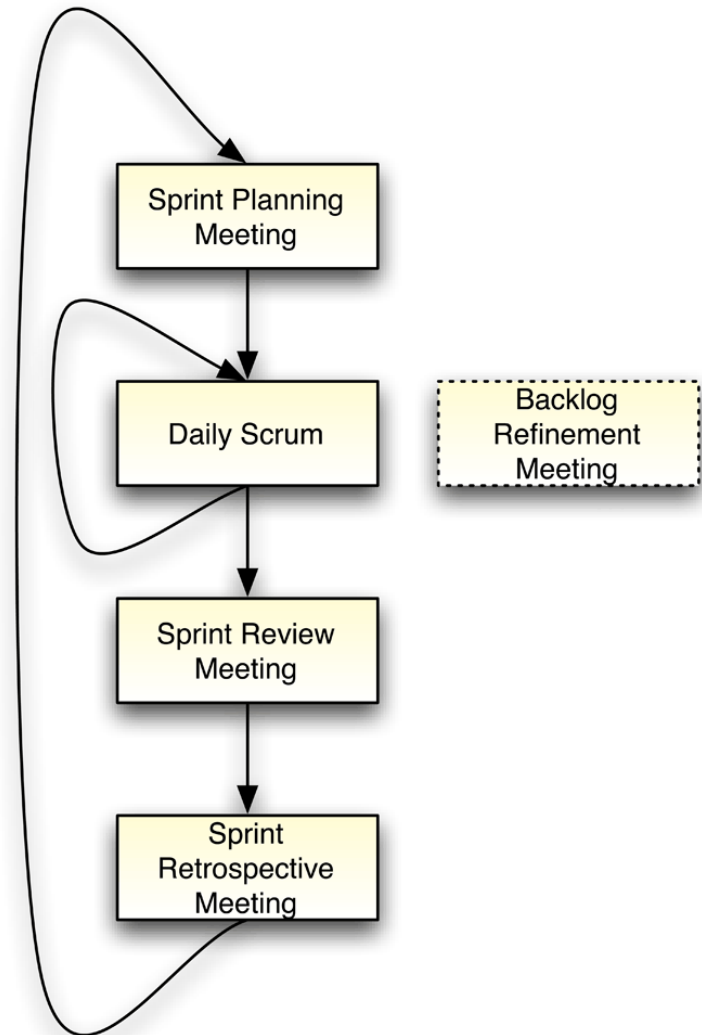 Sprint Planning
Meeting
Daily Scrum
Backlog
Refinement
Meeting
Sprint Review
Meeting
Sprint
Retrospective
Meeting